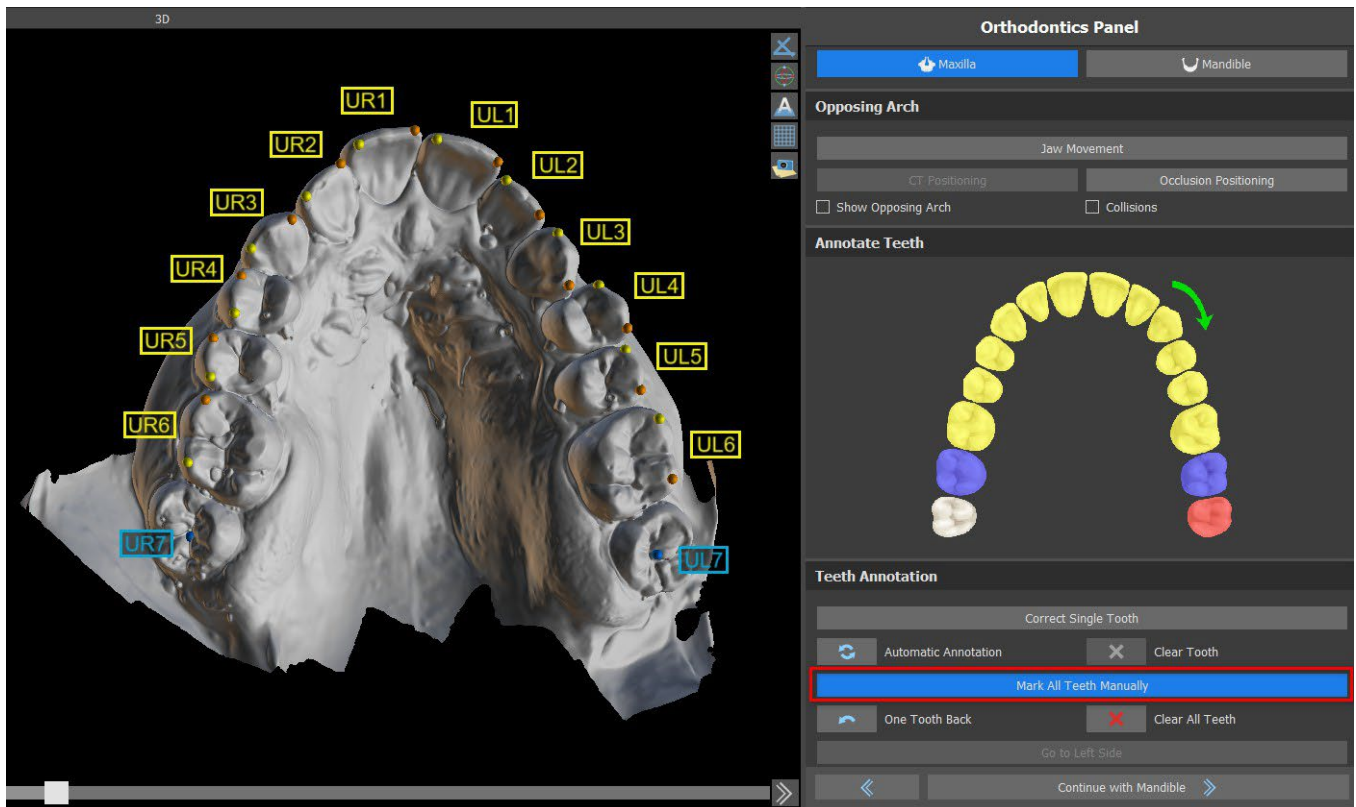 3D
UR1
UL1
UR2
UL2
UR3
UL3
UR4
UL4
UR5
UL5
UR6
UL6
UR7
UL7
Orthodontics Panel
Maxilla
Mandible
Opposing Arch
Jaw Movement
CT Positioning
Occlusion Positioning
Show Opposing Arch
Collisions
Annotate Teeth
Teeth Annotation
Correct Single Tooth
Automatic Annotation
Clear Tooth
Mark All Teeth Manually
One Tooth Back
Clear All Teeth
Go to Left Side
Continue with Mandible